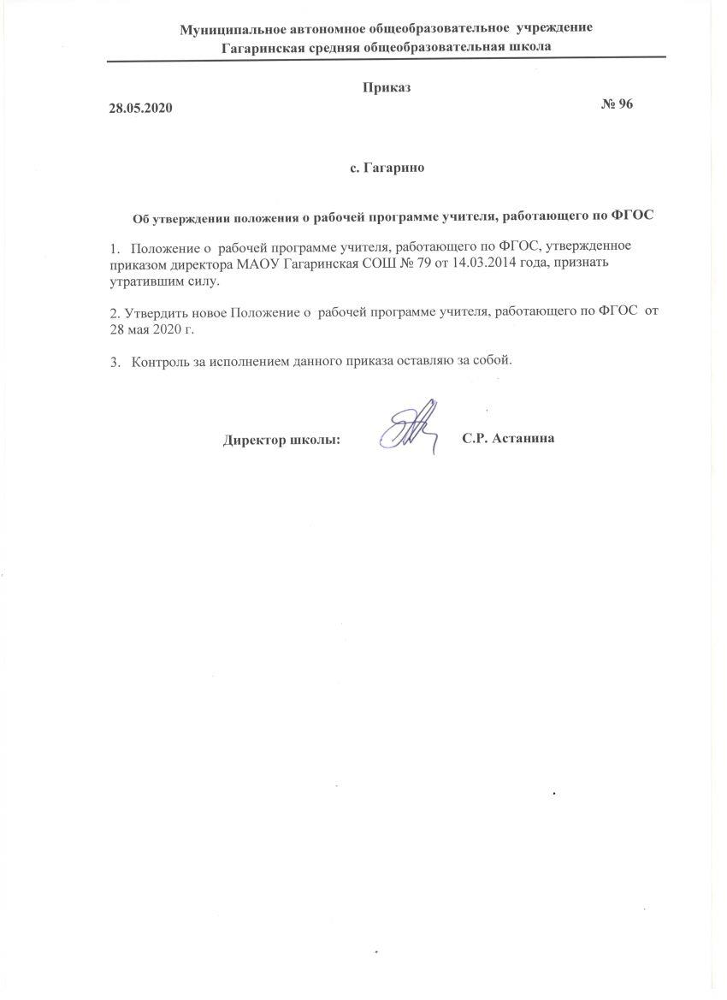 Муниципальное автономное общеобразовательное учреждение
Гагаринская средняя общеобразовательная школа
Приказ
28.05.2020 № 96
с. Гагарино
Об утверждении положения о рабочей программе учителя, работающего по ФГОС
1. Положение о рабочей программе учителя, работающего по ФГОС, утвержденное
приказом директора МАОУ Гагаринская СОШ № 79 от 14.03.2014 года, признать
утратившим силу.
2. Утвердить новое Положение о рабочей программе учителя, работающего по ФГОС от
28 мая 2020 г.
3. Контроль за исполнением данного приказа оставляю за собой.
Директор школы: С.Р. Астанина